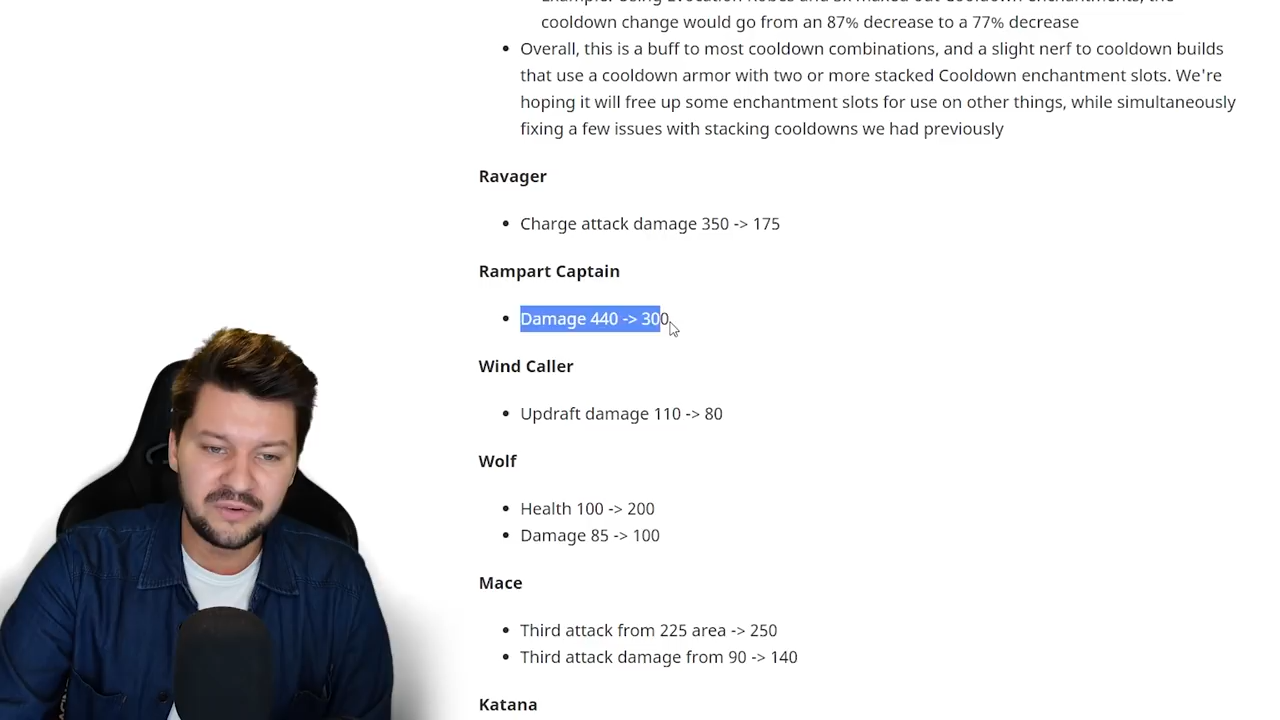 cooldown change would go from an 87% decrease to a 77% decrease
• Overall, this is a buff to most cooldown combinations, and a slight nerf to cooldown builds
that use a cooldown armor with two or more stacked Cooldown enchantment slots. We're
hoping it will free up some enchantment slots for use on other things, while simultaneously
fixing a few issues with stacking cooldowns we had previously
Ravager
• Charge attack damage 350 -> 175
Rampart Captain
• Damage 440 -> 300
Wind Caller
• Updraft damage 110 -> 80
Wolf
• Health 100 -> 200
• Damage 85 -> 100
Mace
• Third attack from 225 area -> 250
• Third attack damage from 90 -> 140
Katana